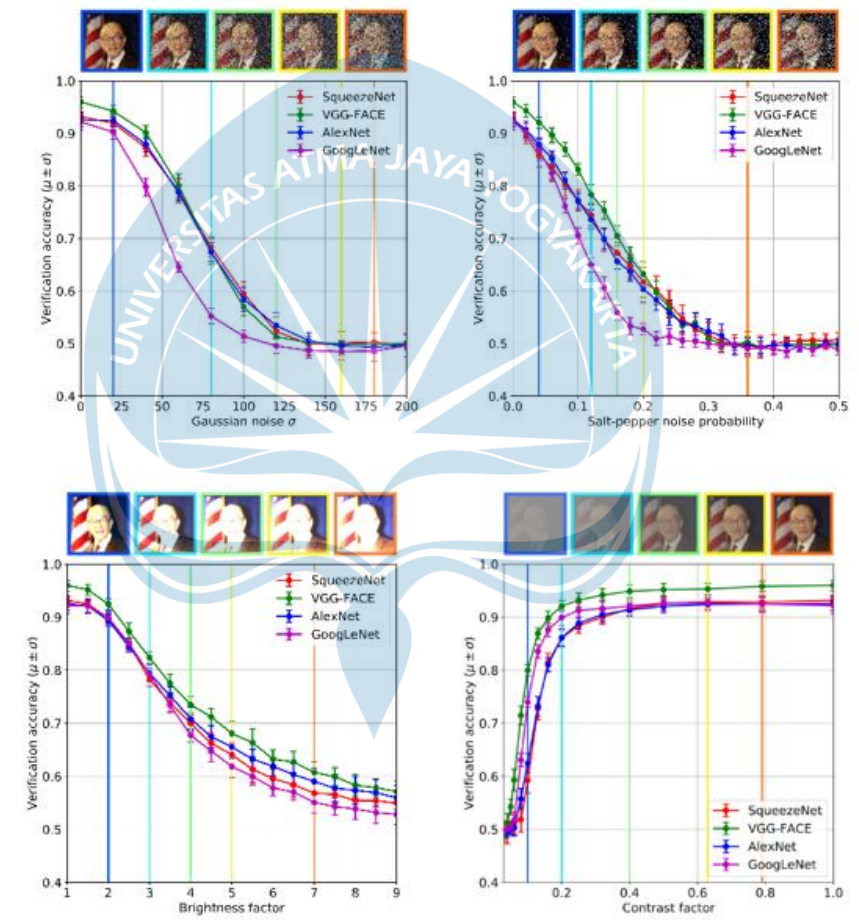 1.0
0.9
0.8
0.7
0.6
0.5
0.4
Verification accuracy (μ ± σ)
SqueezeNet
VGG-FACE
AlexNet
GoogLeNet
0 25 50 75 100 125 150 175 200
Gaussian noise σ
1.0
0.9
0.8
0.7
0.6
0.5
0.4
Verification accuracy (μ ± σ)
SqueezeNet
VGG-FACE
AlexNet
GoogLeNet
0.0 0.1 0.2 0.3 0.4 0.5
Salt-pepper noise probability
UNIVERSITAS ATMA JAYA YOGYAKARTA
1.0
0.9
0.8
0.7
0.6
0.5
0.4
Verification accuracy (μ ± σ)
SqueezeNet
VGG-FACE
AlexNet
GoogLeNet
1 2 3 4 5 6 7 8 9
Brightness factor
1.0
0.9
0.8
0.7
0.6
0.5
0.4
Verification accuracy (μ ± σ)
SqueezeNet
VGG-FACE
AlexNet
GoogLeNet
0.2 0.4 0.6 0.8 1.0
Contrast factor